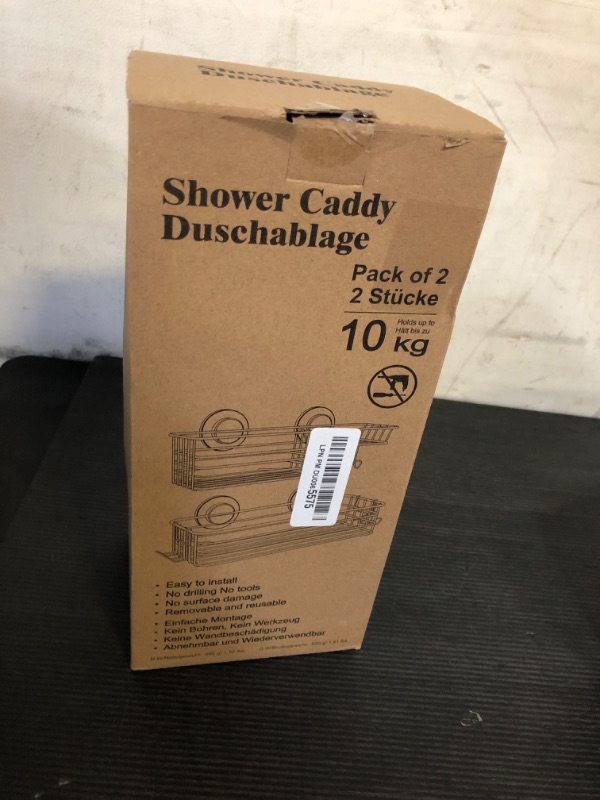 Shower Caddy
Duschablage
Shower Caddy
Duschablage
Pack of 2
2 Stücke
10 kg
Holds up to
Hält bis zu
LPN PM DU0965575
• Easy to install
• No drilling No tools
• No surface damage
• Removable and reusable
• Einfache Montage
• Kein Bohren, Kein Werkzeug
• Keine Wandbeschädigung
• Abnehmbar und Wiederverwendbar